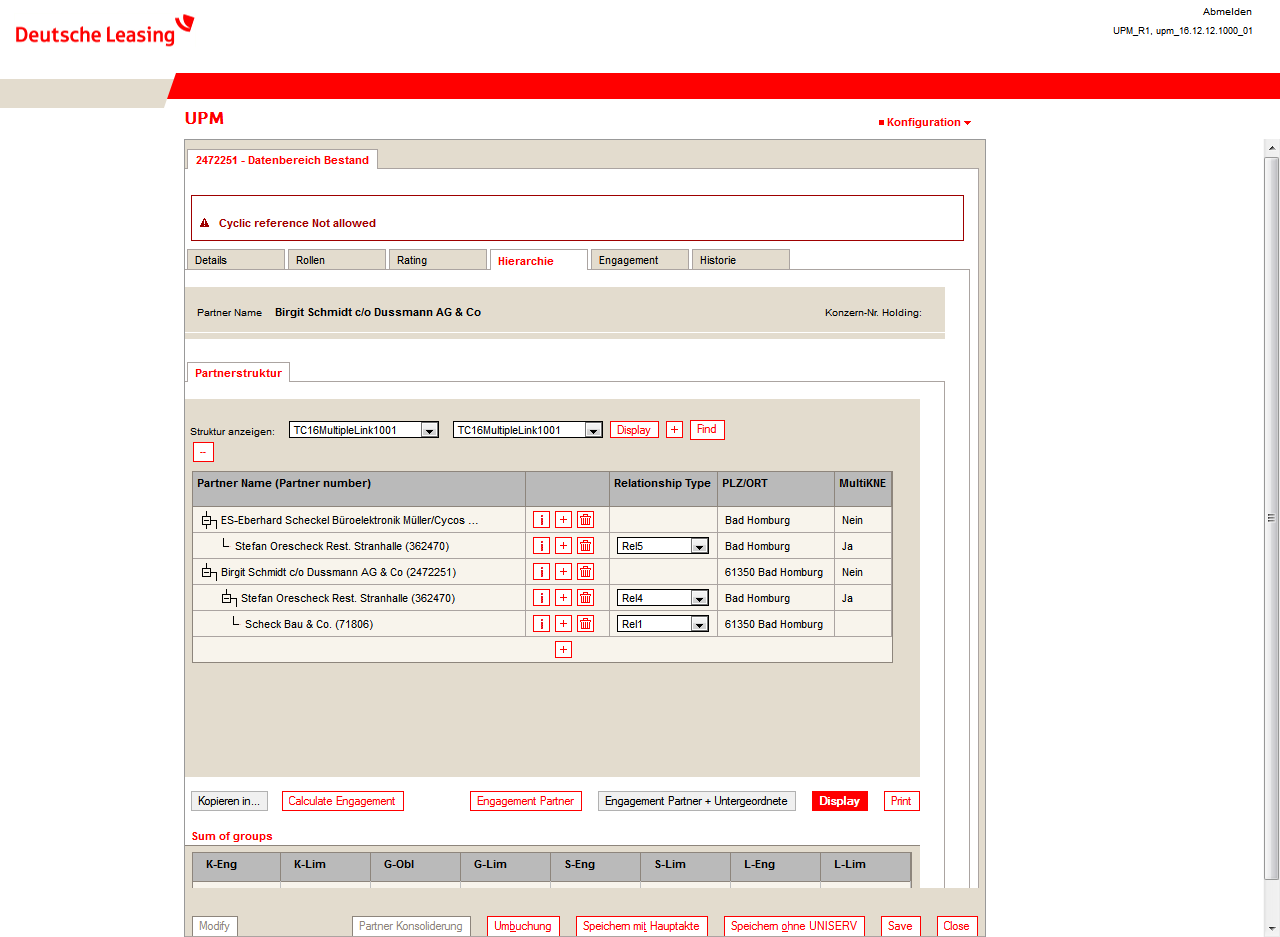 Deutsche Leasing
Abmelden
UPM_R1, upm_16.12.12.1000_01
UPM
Konfiguration
2472251 - Datenbereich Bestand
Cyclic reference Not allowed
Details Rollen Rating Hierarchie Engagement Historie
Partner Name Birgit Schmidt c/o Dussmann AG & Co Konzern-Nr. Holding:
Partnerstruktur
Struktur anzeigen: TC16MultipleLink1001 TC16MultipleLink1001 Display + Find
--
Partner Name (Partner number) Relationship Type PLZ/ORT MultiKNE
ES-Eberhard Scheckel Büroelektronik Müller/Cycos ... i + Bad Homburg Nein
Stefan Orescheck Rest. Stranhalle (362470) i + Rel5 Bad Homburg Ja
Birgit Schmidt c/o Dussmann AG & Co (2472251) i + 61350 Bad Homburg Nein
Stefan Orescheck Rest. Stranhalle (362470) i + Rel4 Bad Homburg Ja
Scheck Bau & Co. (71806) i + Rel1 61350 Bad Homburg
+
Kopieren in... Calculate Engagement Engagement Partner Engagement Partner + Untergeordnete Display Print
Sum of groups
K-Eng K-Lim G-Obl G-Lim S-Eng S-Lim L-Eng L-Lim
Modify Partner Konsolidierung Umbuchung Speichern mit Hauptakte Speichern ohne UNISERV Save Close